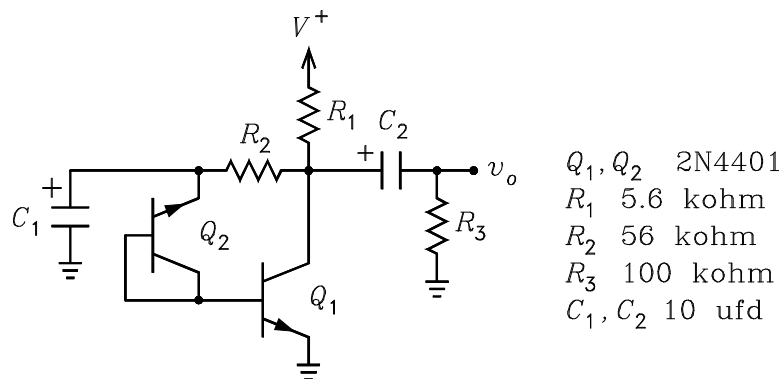 V⁺
R₁
C₂
R₂
+
vₒ
+
C₁
Q₂
R₃
Q₁
Q₁,Q₂ 2N4401
R₁ 5.6 kohm
R₂ 56 kohm
R₃ 100 kohm
C₁,C₂ 10 ufd